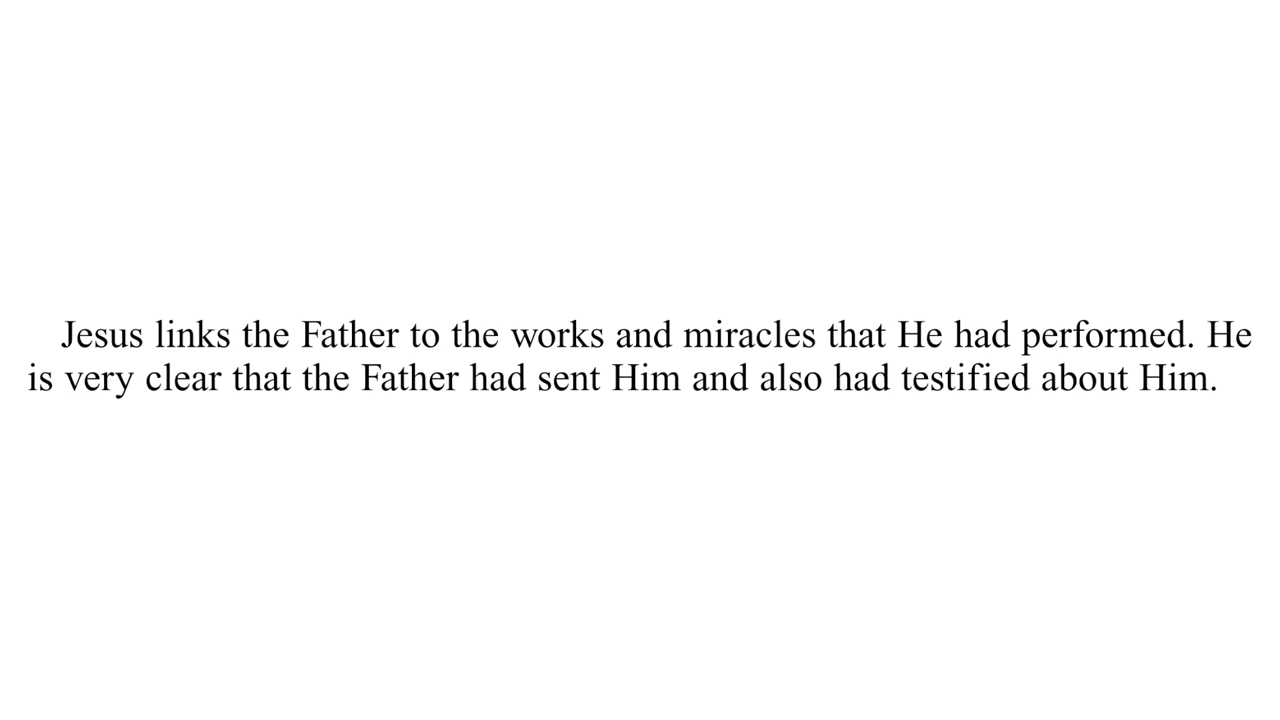 Jesus links the Father to the works and miracles that He had performed. He
is very clear that the Father had sent Him and also had testified about Him.